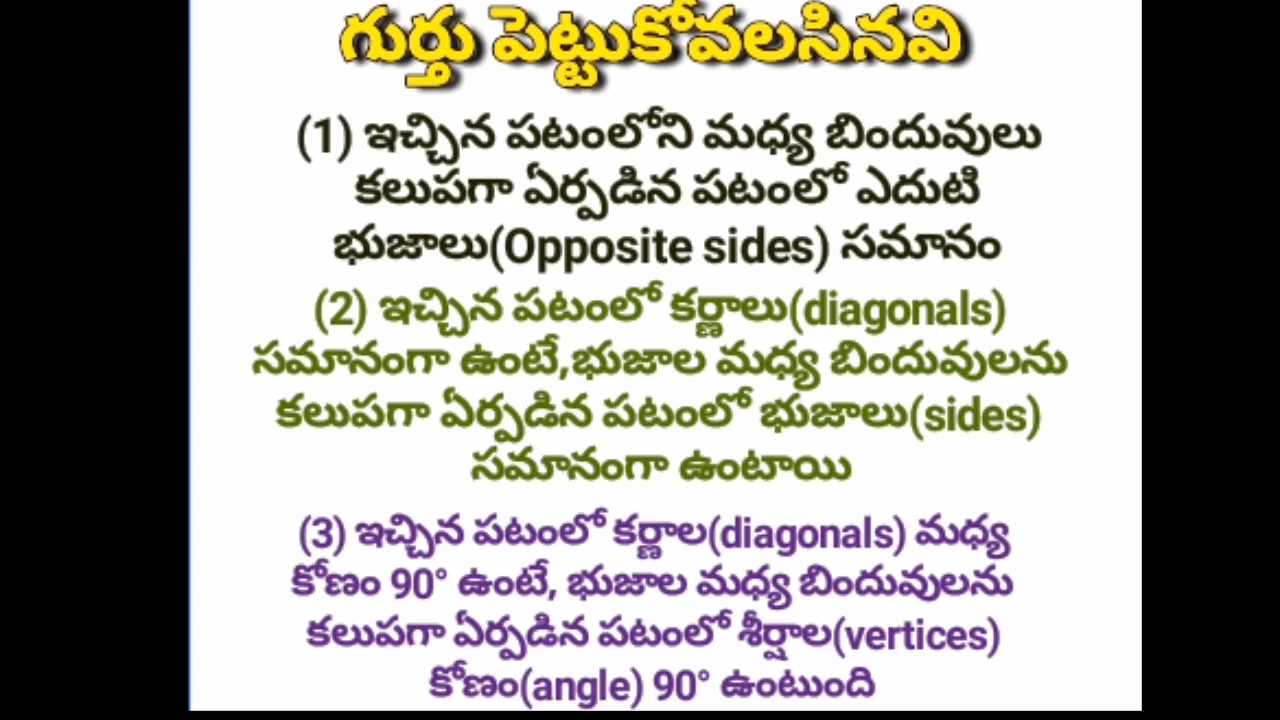 గుర్తు పెట్టుకోవలసినవి
(1) ఇచ్చిన పటంలోని మధ్య బిందువులు
కలుపగా ఏర్పడిన పటంలో ఎదుటి
భుజాలు(Opposite sides) సమానం
(2) ఇచ్చిన పటంలో కర్ణాలు(diagonals)
సమానంగా ఉంటే,భుజాల మధ్య బిందువులను
కలుపగా ఏర్పడిన పటంలో భుజాలు(sides)
సమానంగా ఉంటాయి
(3) ఇచ్చిన పటంలో కర్ణాల(diagonals) మధ్య
కోణం 90° ఉంటే, భుజాల మధ్య బిందువులను
కలుపగా ఏర్పడిన పటంలో శీర్షాల(vertices)
కోణం(angle) 90° ఉంటుంది